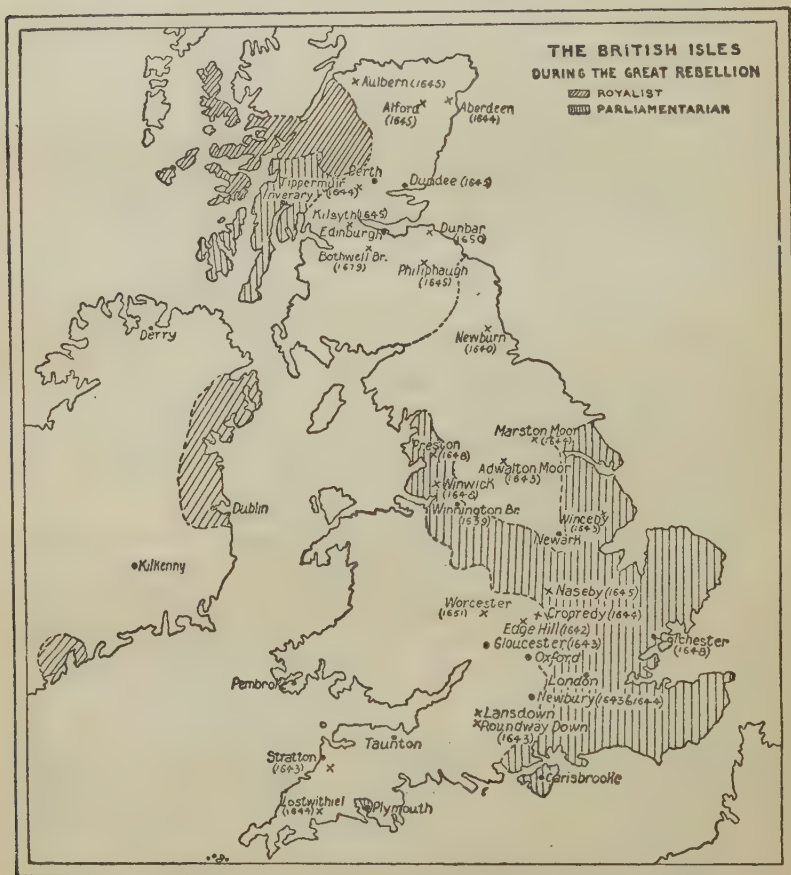 THE BRITISH ISLES
DURING THE GREAT REBELLION
ROYALIST
PARLIAMENTARIAN
Aulbern (1645)
Alford
(1645)
Aberdeen
(1644)
Perth
Dundee (1645)
Tippermuir
(1644)
Inverary
Kilsyth (1645)
Edinburgh
Dunbar
(1650)
Bothwell Br.
(1679)
Philiphaugh
(1645)
Derry
Newburn
(1640)
Marston Moor
(1644)
Preston
(1648)
Adwalton Moor
(1643)
Winwick
(1648)
Winnington Br.
Winceby
(1643)
Newark
Dublin
Kilkenny
Naseby (1645)
Worcester
(1651)
Cropredy (1644)
Edge Hill (1642)
Gloucester (1643)
Colchester
(1648)
Oxford
London
Pembroke
Newbury (1643&1644)
Lansdown
Roundway Down
(1643)
Taunton
Stratton
(1643)
Carisbrooke
Lostwithiel
(1644)
Plymouth